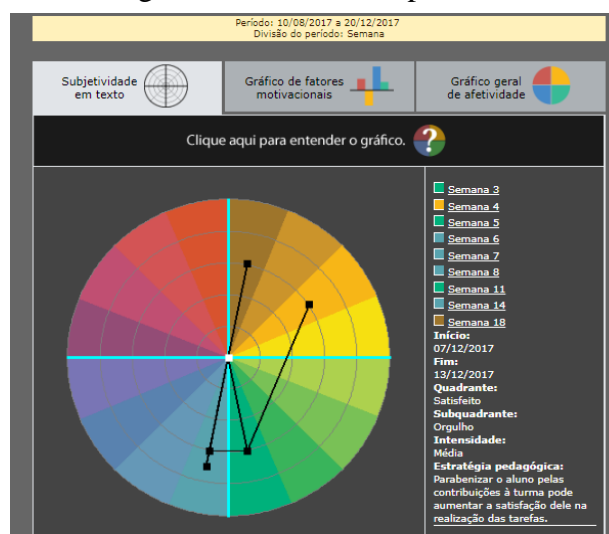 Período: 10/08/2017 a 20/12/2017
Divisão do período: Semana
Subjetividade
em texto
Gráfico de fatores
motivacionais
Gráfico geral
de afetividade
Clique aqui para entender o gráfico.
?
Semana 3
Semana 4
Semana 5
Semana 6
Semana 7
Semana 8
Semana 11
Semana 14
Semana 18
Início:
07/12/2017
Fim:
13/12/2017
Quadrante:
Satisfeito
Subquadrante:
Orgulho
Intensidade:
Média
Estratégia pedagógica:
Parabenizar o aluno pelas
contribuições à turma pode
aumentar a satisfação dele na
realização das tarefas.